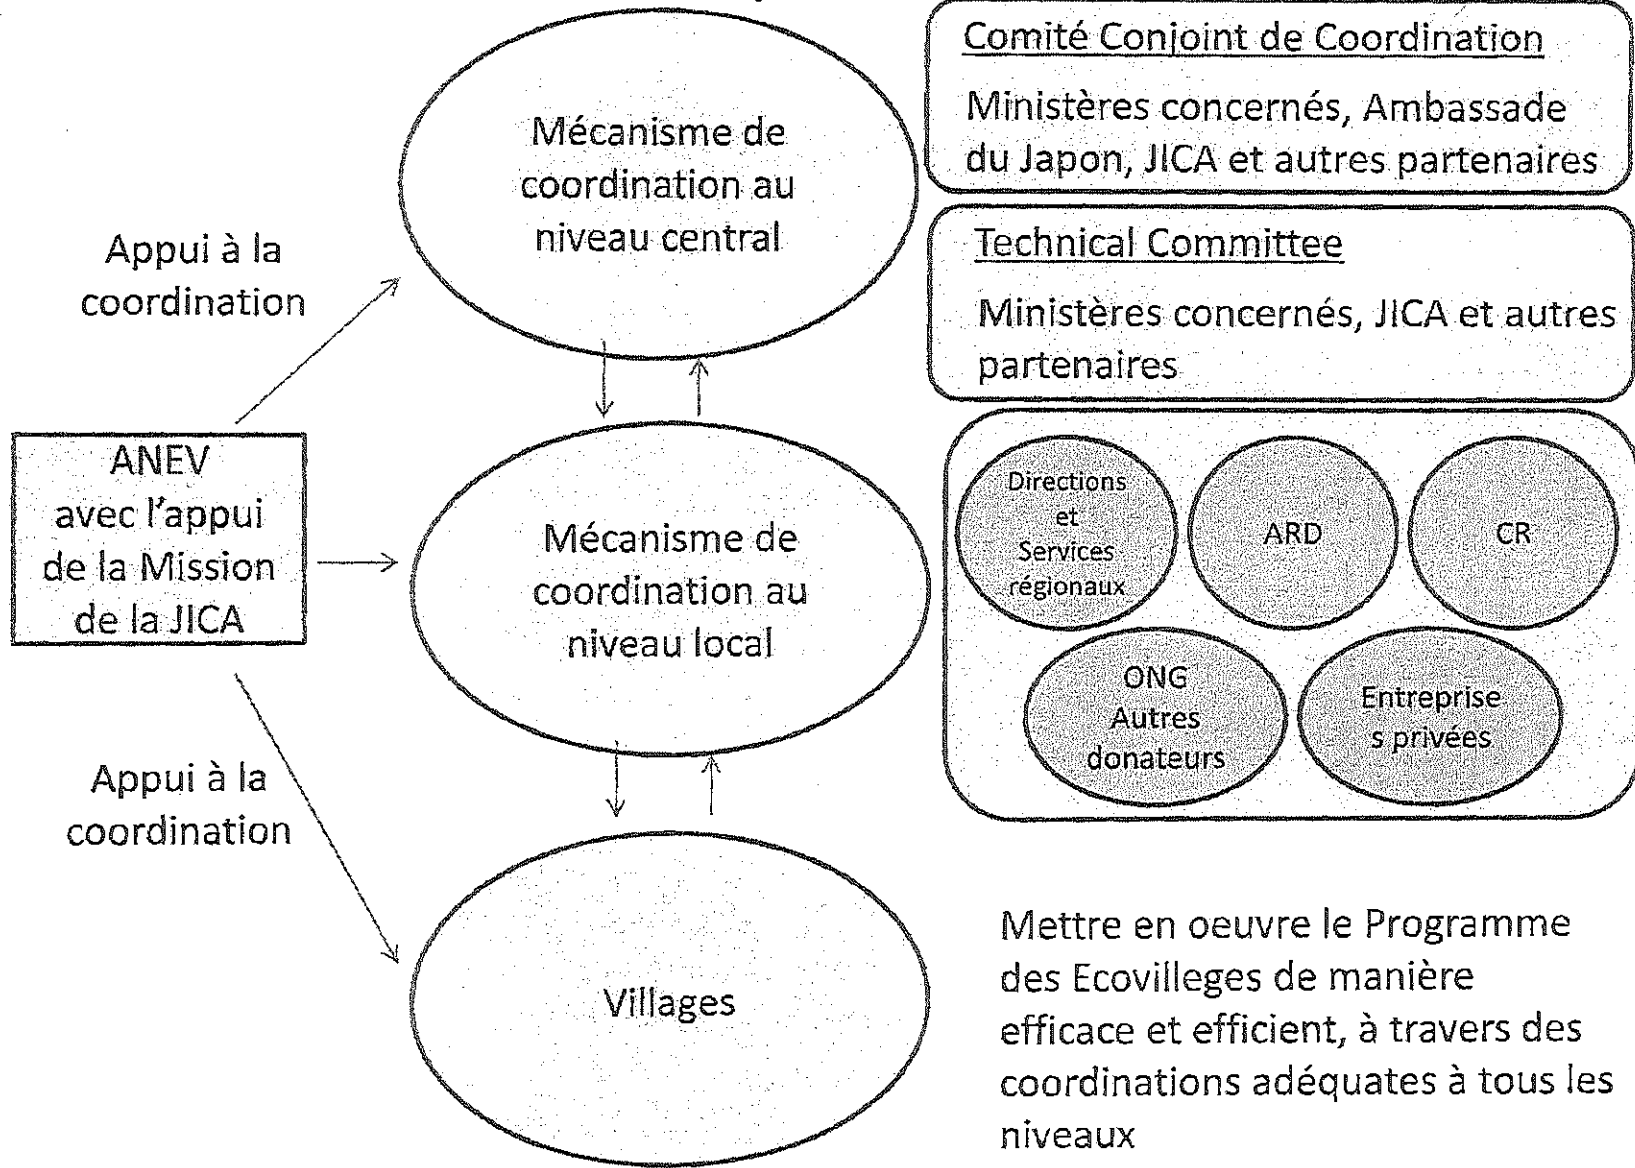 Comité Conjoint de Coordination
Ministères concernés, Ambassade
du Japon, JICA et autres partenaires
Mécanisme de
coordination au
niveau central
Technical Committee
Ministères concernés, JICA et autres
partenaires
Appui à la
coordination
ANEV
avec l'appui
de la Mission
de la JICA
Mécanisme de
coordination au
niveau local
Directions
et
Services
régionaux
ARD
CR
ONG
Autres
donateurs
Entreprise
s privées
Appui à la
coordination
Villages
Mettre en oeuvre le Programme
des Ecovilleges de manière
efficace et efficient, à travers des
coordinations adéquates à tous les
niveaux